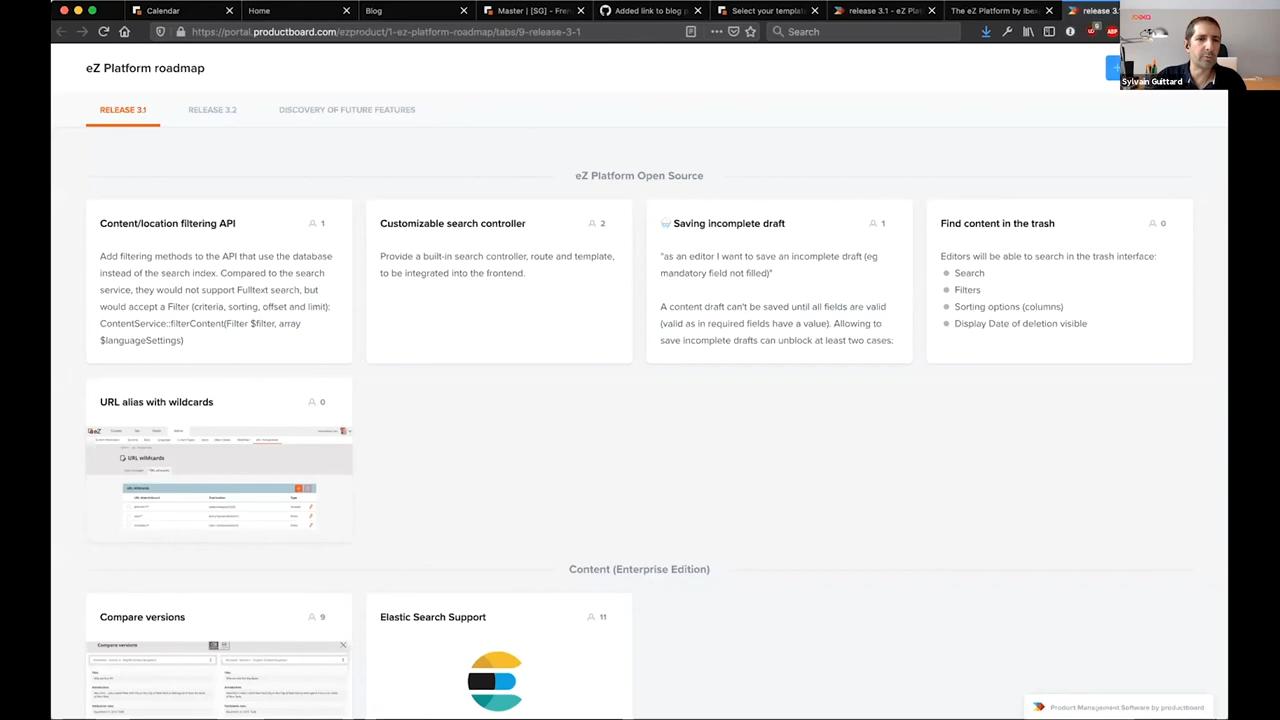 Calendar
Home
Blog
Master | [SG] - Fren
Added link to blog p
Select your templat
release 3.1 - eZ Plat
The eZ Platform by Ibex
release 3.
https://portal.productboard.com/ezproduct/1-ez-platform-roadmap/tabs/9-release-3-1
Search
Sylvain Guittard
eZ Platform roadmap
RELEASE 3.1
RELEASE 3.2
DISCOVERY OF FUTURE FEATURES
eZ Platform Open Source
Content/location filtering API
1
Add filtering methods to the API that use the database
instead of the search index. Compared to the search
service, they would not support Fulltext search, but
would accept a Filter (criteria, sorting, offset and limit):
ContentService::filterContent(Filter $filter, array
$languageSettings)
Customizable search controller
2
Provide a built-in search controller, route and template,
to be integrated into the frontend.
Saving incomplete draft
1
"as an editor I want to save an incomplete draft (eg
mandatory field not filled)"
A content draft can't be saved until all fields are valid
(valid as in required fields have a value). Allowing to
save incomplete drafts can unblock at least two cases:
Find content in the trash
0
Editors will be able to search in the trash interface:
Search
Filters
Sorting options (columns)
Display Date of deletion visible
URL alias with wildcards
0
eZ
URL wildcards
Content (Enterprise Edition)
Compare versions
9
Compare versions
Elastic Search Support
11
Product Management Software by productboard